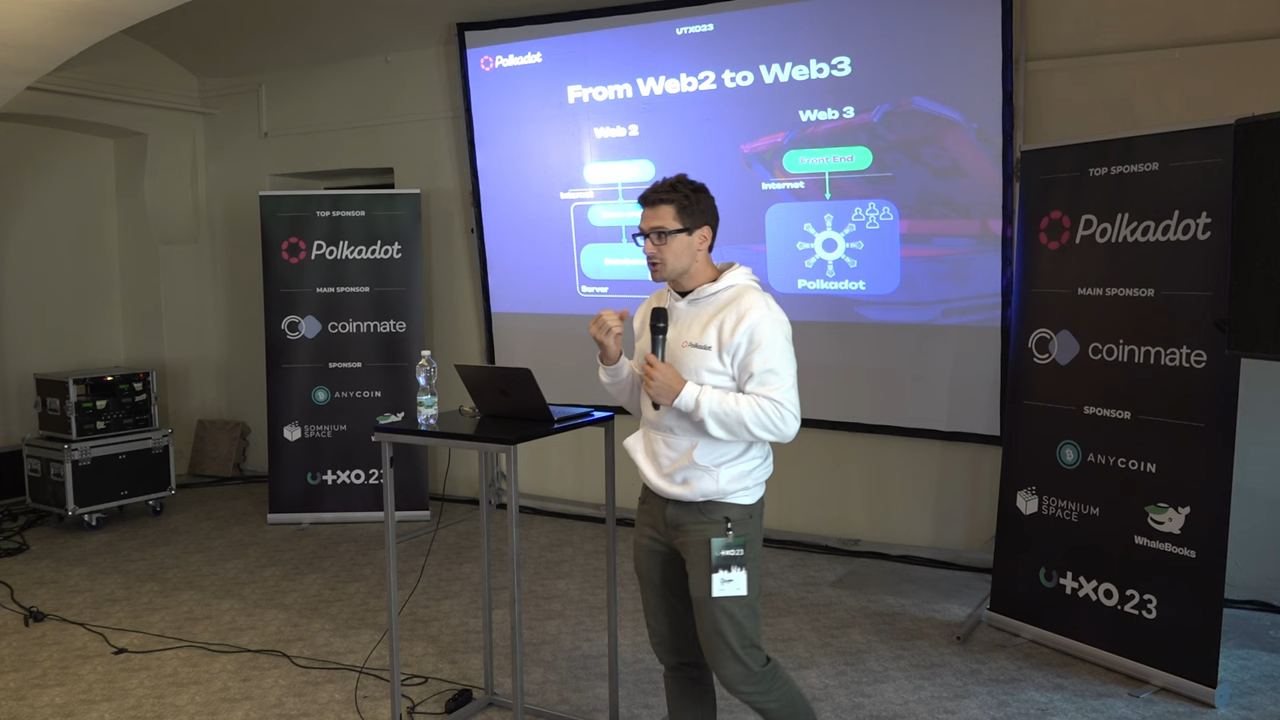 UTXO23
Polkadot
From Web2 to Web3
Web 2
Web 3
Front End
Internet
Internet
Server
Polkadot
TOP SPONSOR
Polkadot
MAIN SPONSOR
coinmate
SPONSOR
ANYCOIN
SOMNIUM
SPACE
utxo.23
Polkadot
utxo23
TOP SPONSOR
Polkadot
MAIN SPONSOR
coinmate
SPONSOR
ANYCOIN
SOMNIUM
SPACE
WhaleBooks
utxo.23